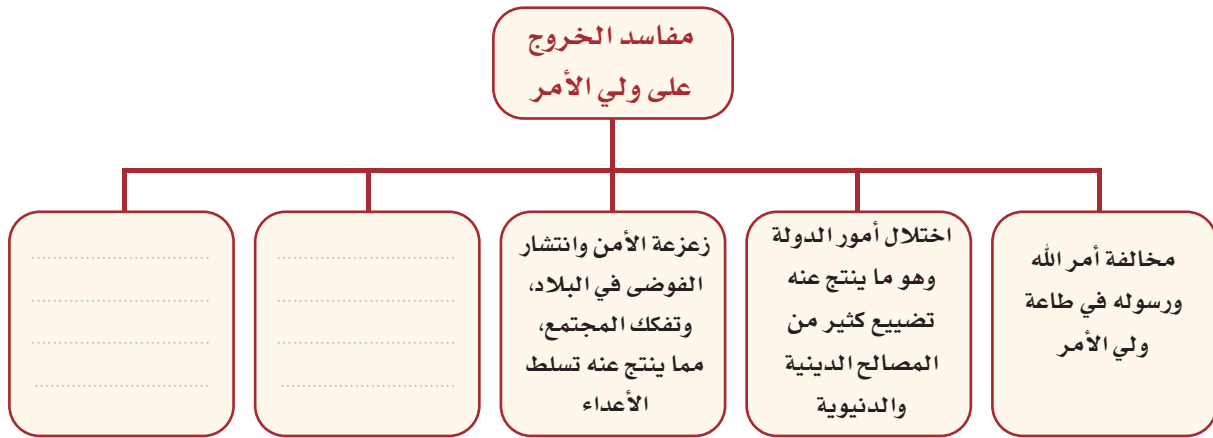 مفاسد الخروج
على ولي الأمر
مخالفة أمر الله
ورسوله في طاعة
ولي الأمر
اختلال أمور الدولة
وهو ما ينتج عنه
تضييع كثير من
المصالح الدينية
والدنيوية
زعزعة الأمن وانتشار
الفوضى في البلاد،
وتفكك المجتمع،
مما ينتج عنه تسلط
الأعداء